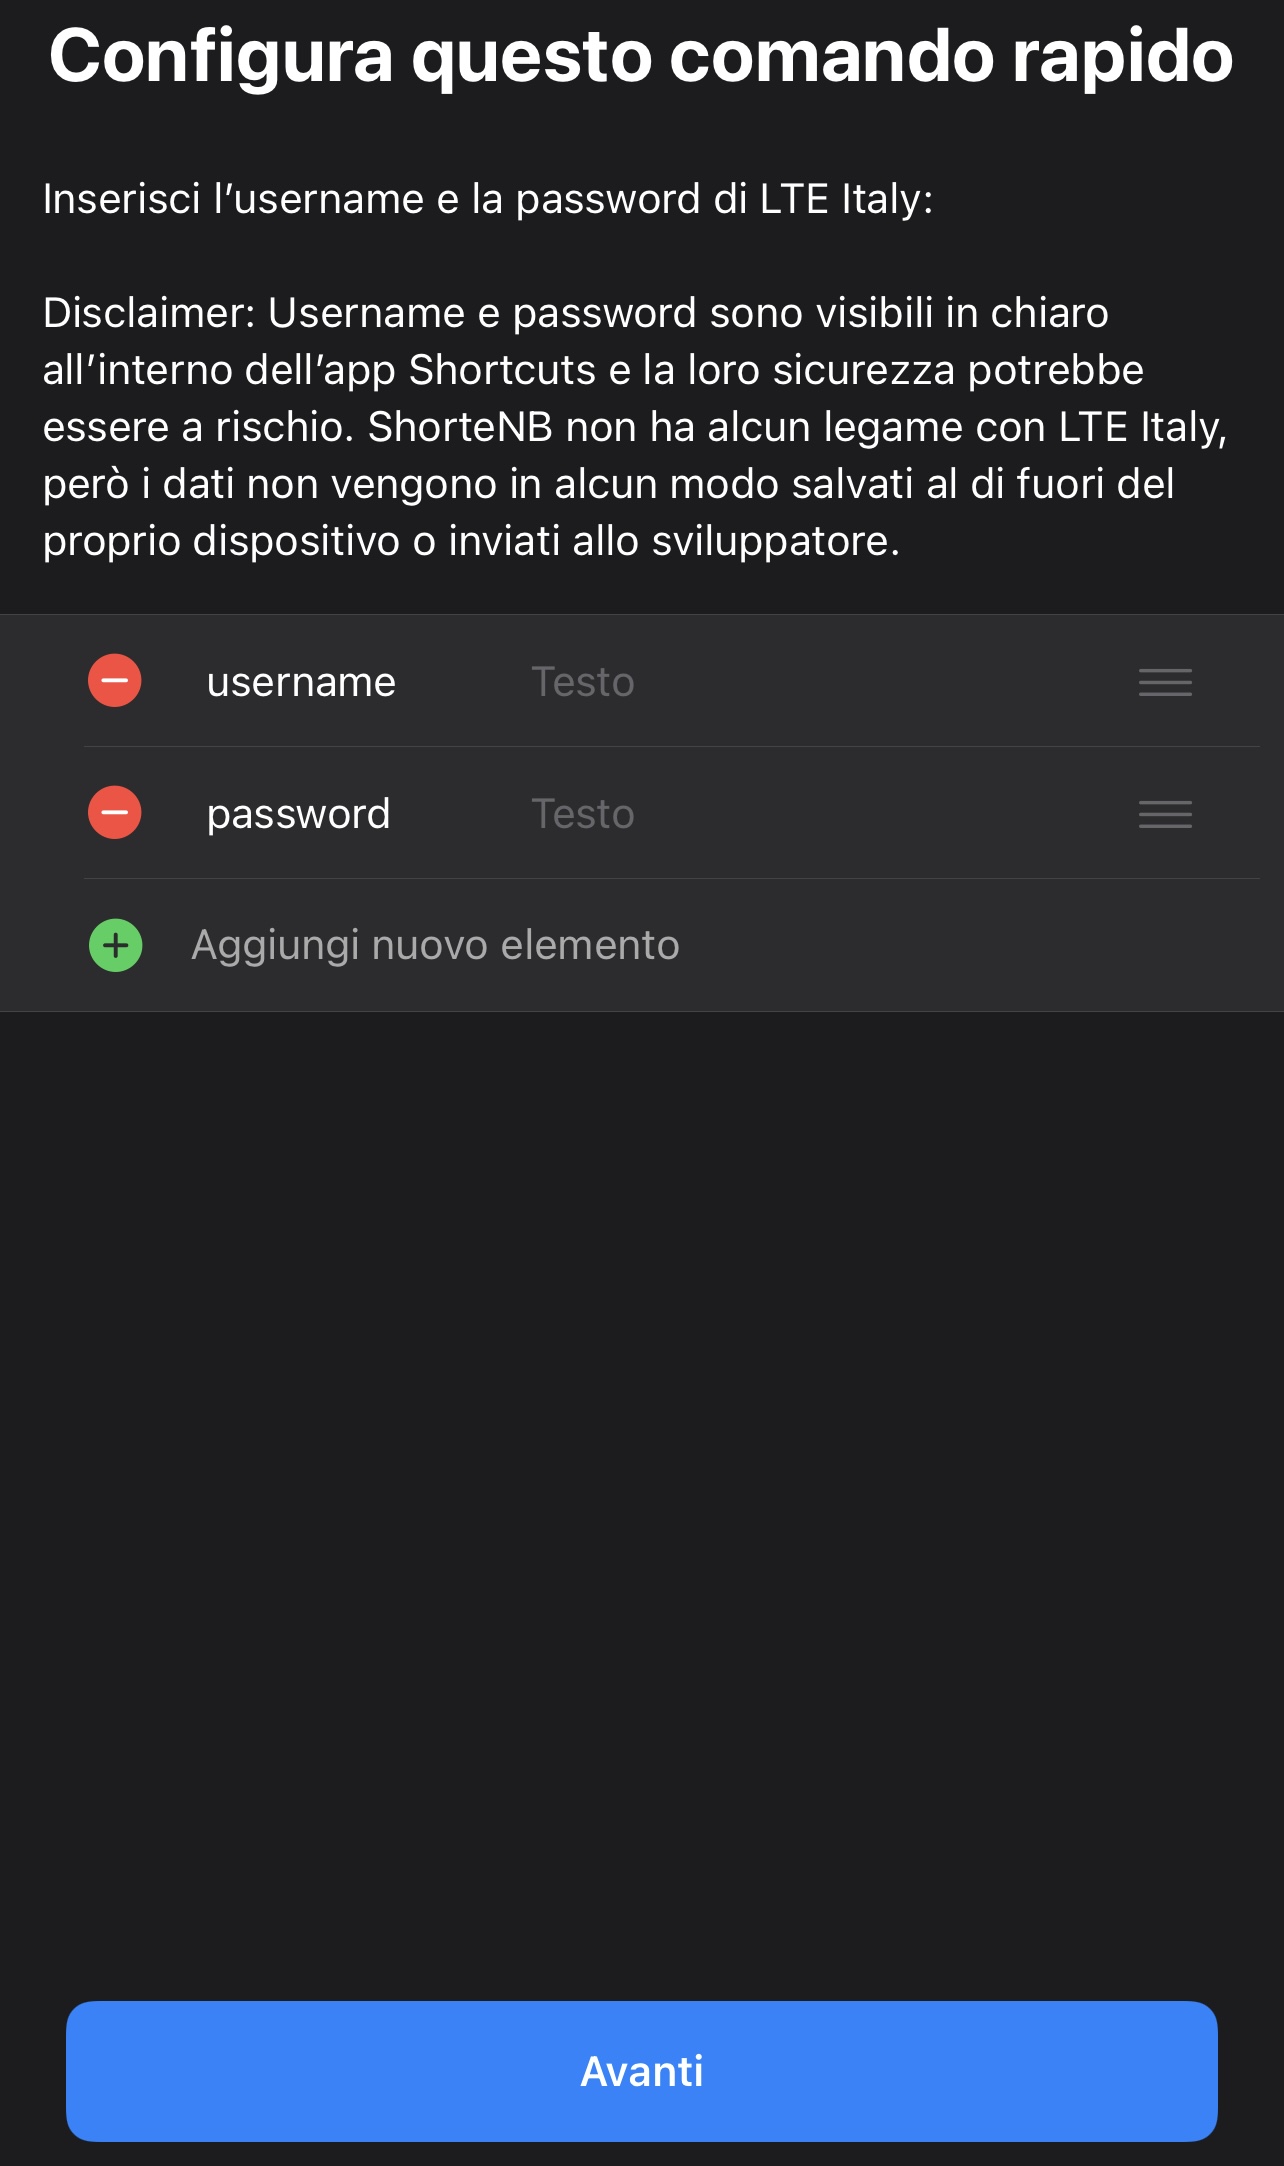 Configura questo comando rapido
Inserisci l’username e la password di LTE Italy:
Disclaimer: Username e password sono visibili in chiaro
all’interno dell’app Shortcuts e la loro sicurezza potrebbe
essere a rischio. ShorteNB non ha alcun legame con LTE Italy,
però i dati non vengono in alcun modo salvati al di fuori del
proprio dispositivo o inviati allo sviluppatore.
username Testo
password Testo
Aggiungi nuovo elemento
Avanti